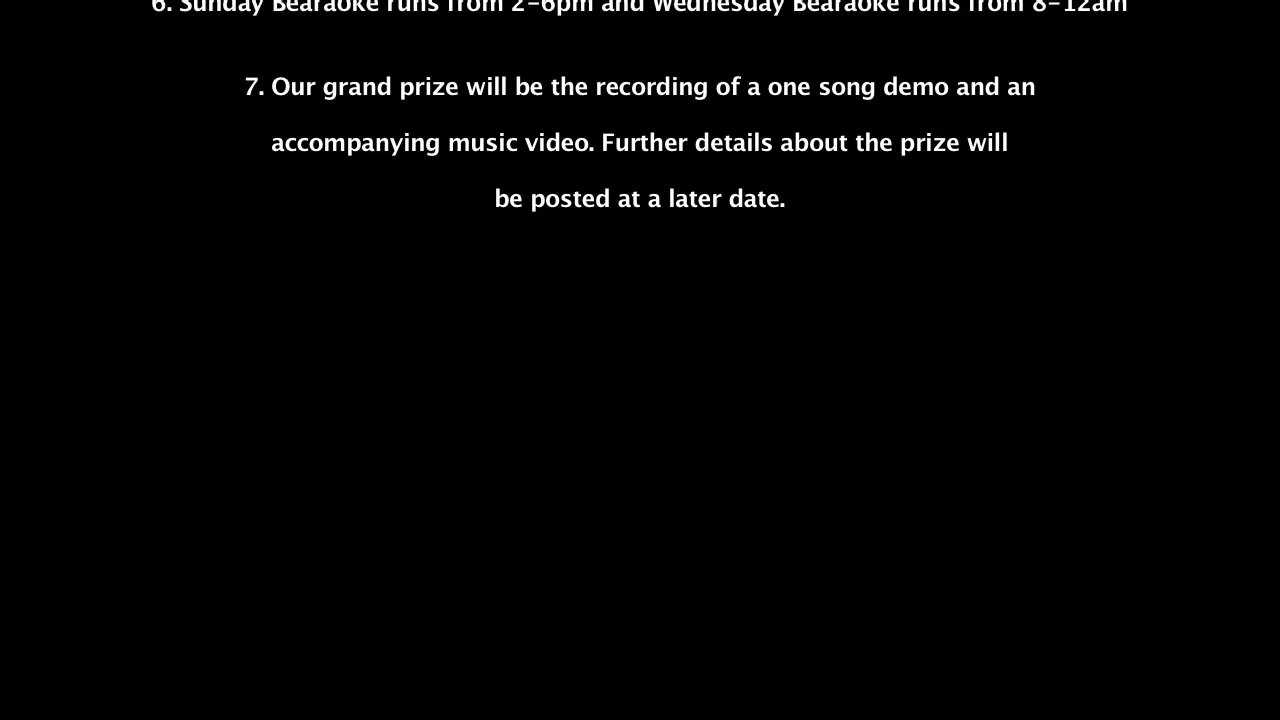 6. Sunday Bearaoke runs from 2-6pm and Wednesday Bearaoke runs from 8-12am
7. Our grand prize will be the recording of a one song demo and an
accompanying music video. Further details about the prize will
be posted at a later date.